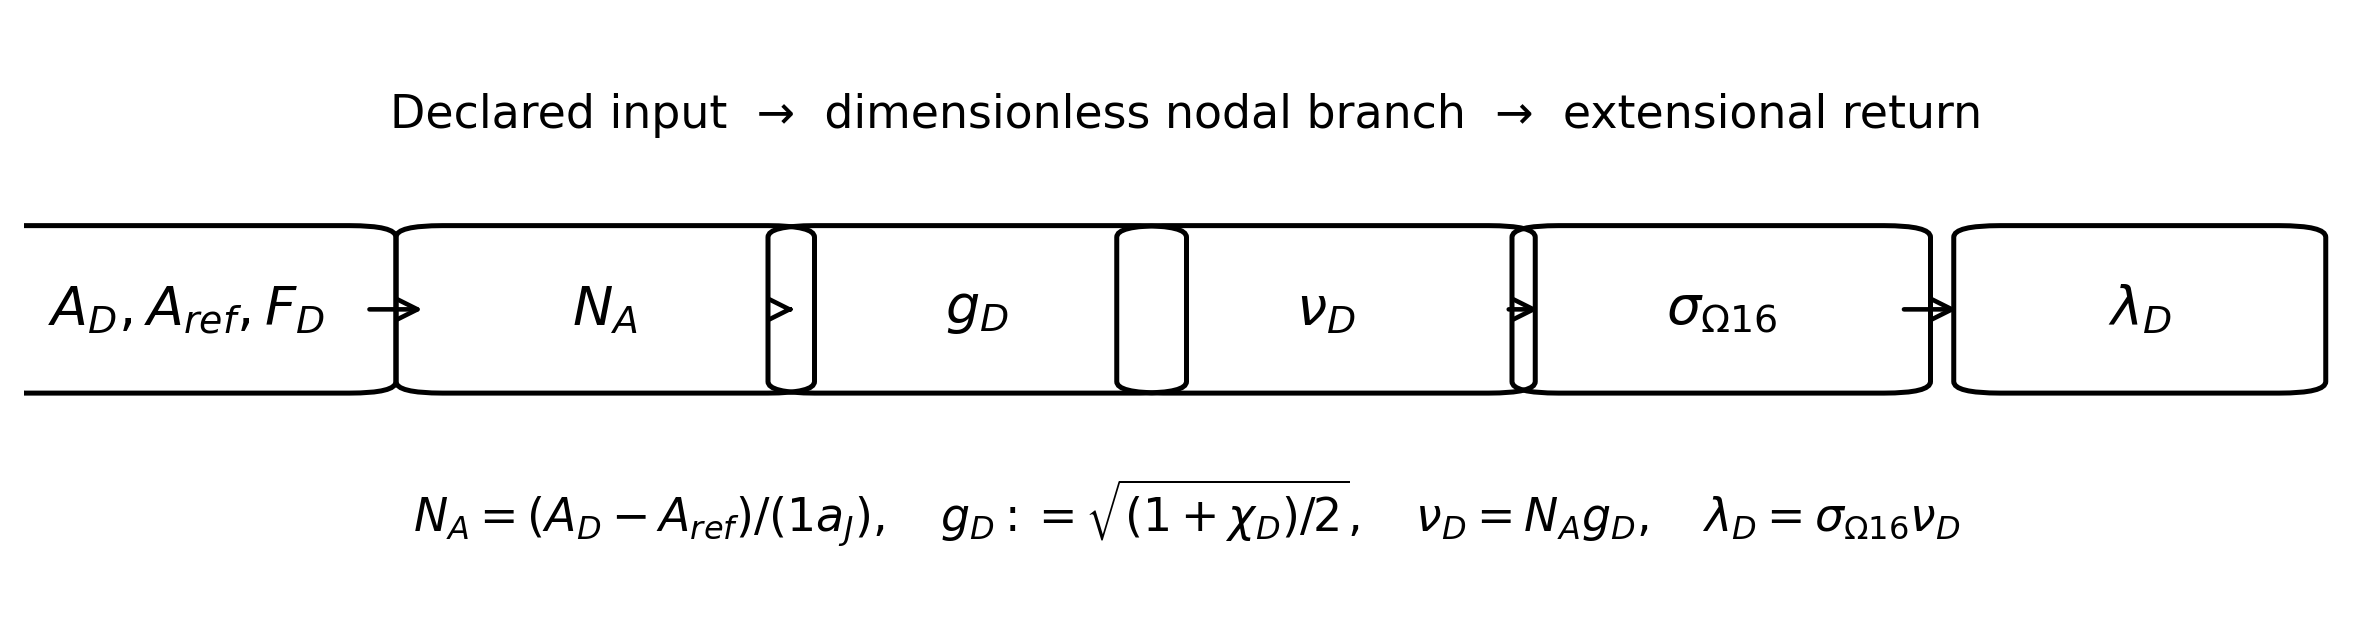 Declared input → dimensionless nodal branch → extensional return
A_D, A_ref, F_D
N_A
g_D
ν_D
σ_Ω16
λ_D
N_A = (A_D − A_ref)/(1a_J),   g_D := √(1 + χ_D)/2,   ν_D = N_A g_D,   λ_D = σ_Ω16 ν_D